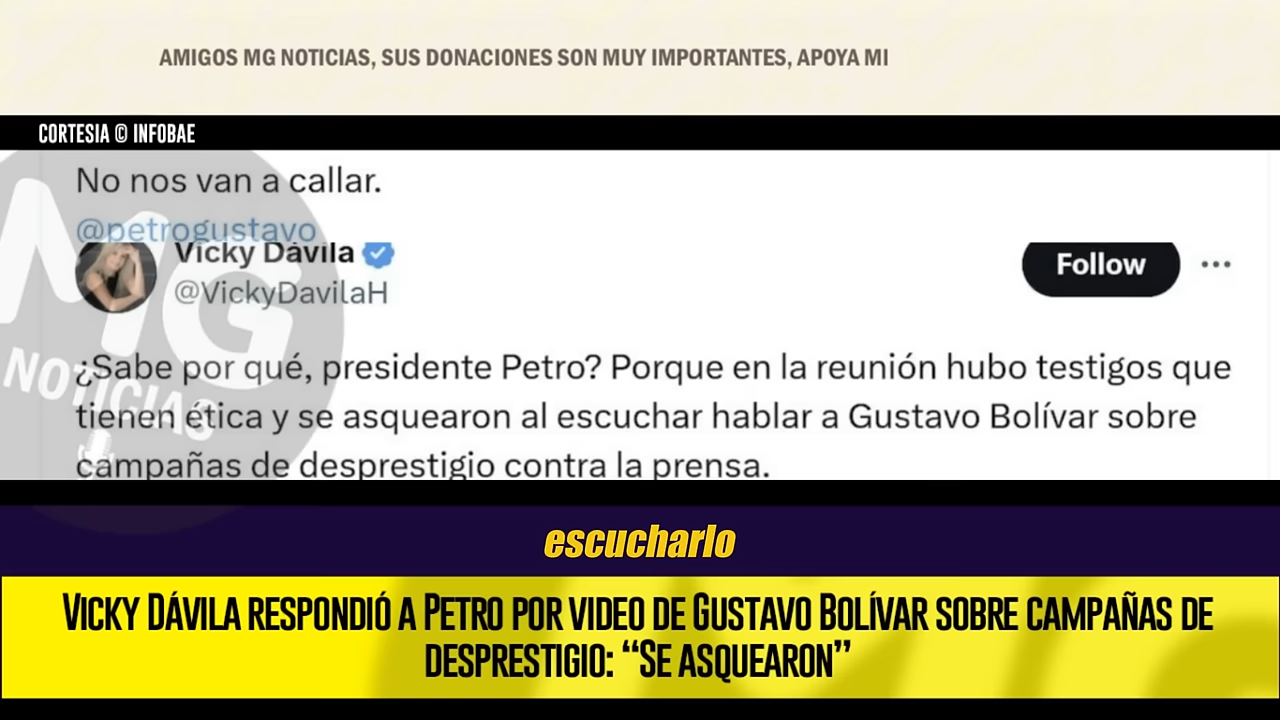 AMIGOS MG NOTICIAS, SUS DONACIONES SON MUY IMPORTANTES, APOYA MI
CORTESIA © INFOBAE
No nos van a callar.
@petrogustavo
Vicky Dávila
@VickyDavilaH
Follow
¿Sabe por qué, presidente Petro? Porque en la reunión hubo testigos que
tienen ética y se asquearon al escuchar hablar a Gustavo Bolívar sobre
campañas de desprestigio contra la prensa.
MG
NOTICIAS
escucharlo
VICKY DÁVILA RESPONDIÓ A PETRO POR VIDEO DE GUSTAVO BOLÍVAR SOBRE CAMPAÑAS DE
DESPRESTIGIO: “SE ASQUEARON”